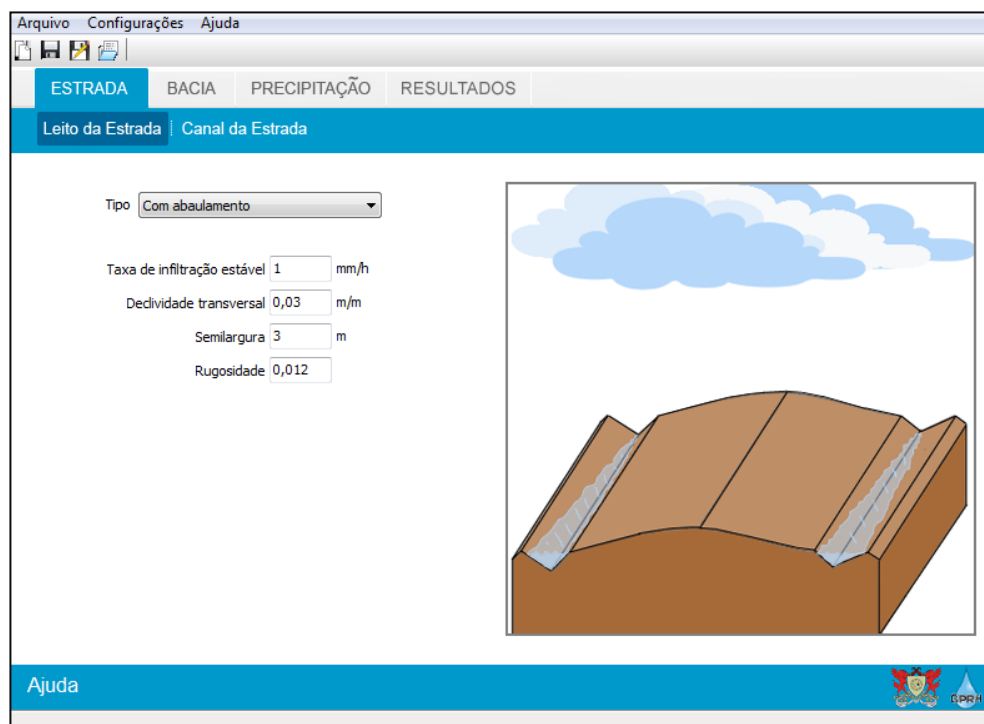 Arquivo Configurações Ajuda
ESTRADA BACIA PRECIPITAÇÃO RESULTADOS
Leito da Estrada Canal da Estrada
Tipo Com abaulamento
Taxa de infiltração estável 1 mm/h
Declividade transversal 0,03 m/m
Semilargura 3 m
Rugosidade 0,012
Ajuda
GPRH